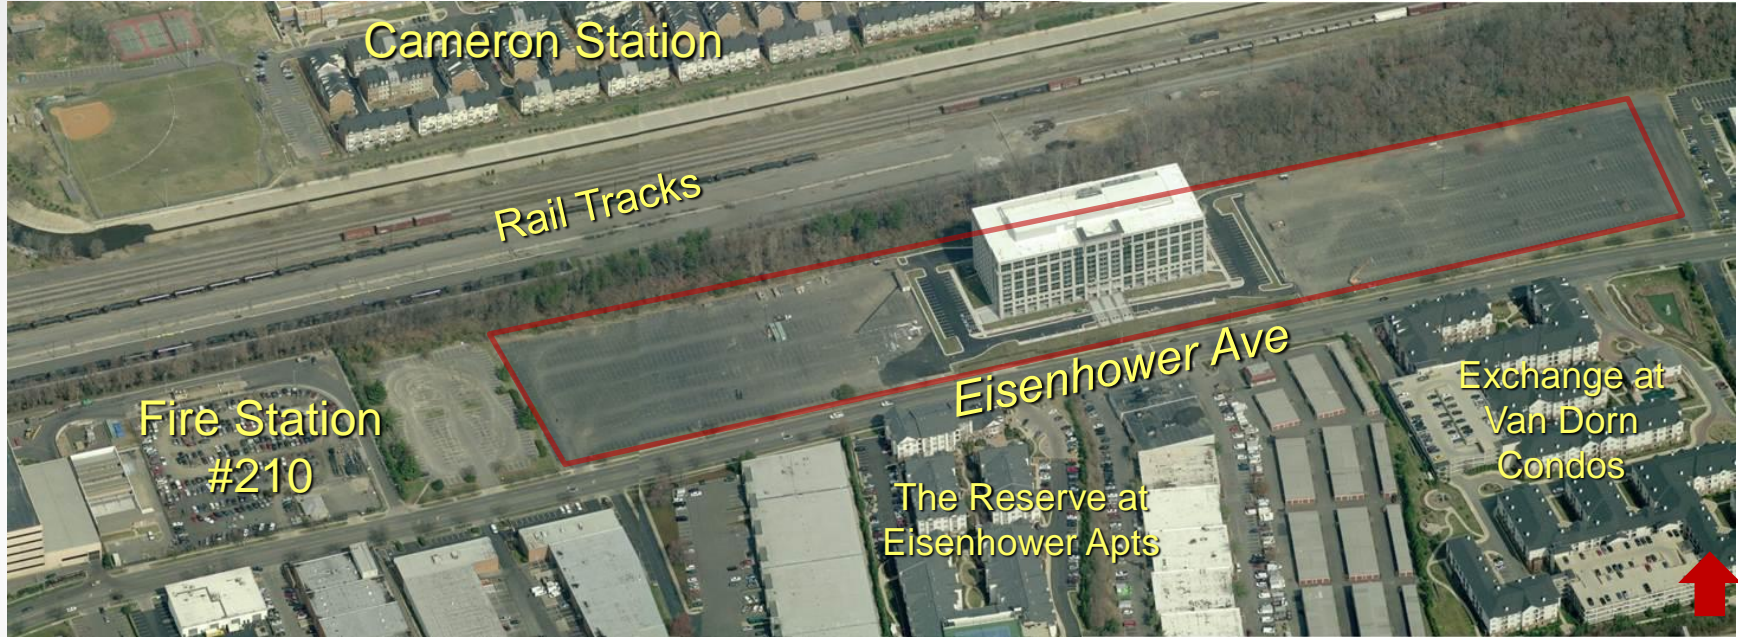 Cameron Station
Rail Tracks
Eisenhower Ave
Fire Station
#210
Exchange at
Van Dorn
Condos
The Reserve at
Eisenhower Apts